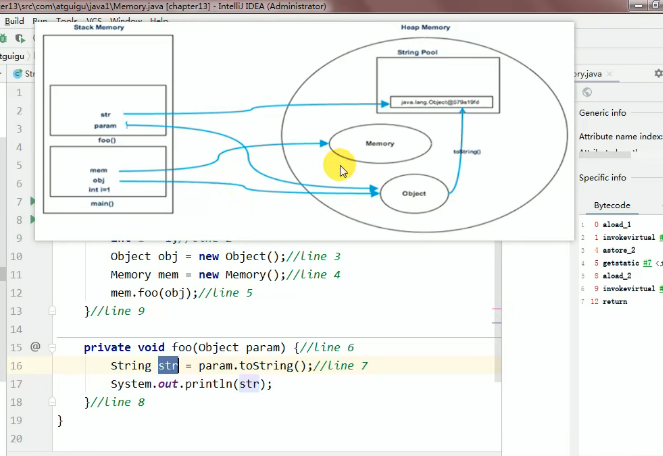 er13\src\com\atguigu\java1\Memory.java [chapter13] - IntelliJ IDEA (Administrator)
Build Run Tools VCS Window Help
Stack Memory
Heap Memory
String Pool
java.lang.Object@579a19fd
str
param
foo()
Memory
toString()
Object
mem
obj
int i=1
main()
atguigu
St
ory.java
Generic info
Attribute name index:
Specific info
Bytecode
1 0 aload_1
2 1 invokevirtual
3 4 astore_2
4 5 getstatic #7
5 8 aload_2
6 9 invokevirtual
7 12 return
1
2
3
4
5
6
7
8
9
10 Object obj = new Object();//line 3
11 Memory mem = new Memory();//line 4
12 mem.foo(obj);//line 5
13 }//line 9
14
15 @ private void foo(Object param) {//line 6
16 String str = param.toString();//line 7
17 System.out.println(str);
18 }//line 8
19 }
20